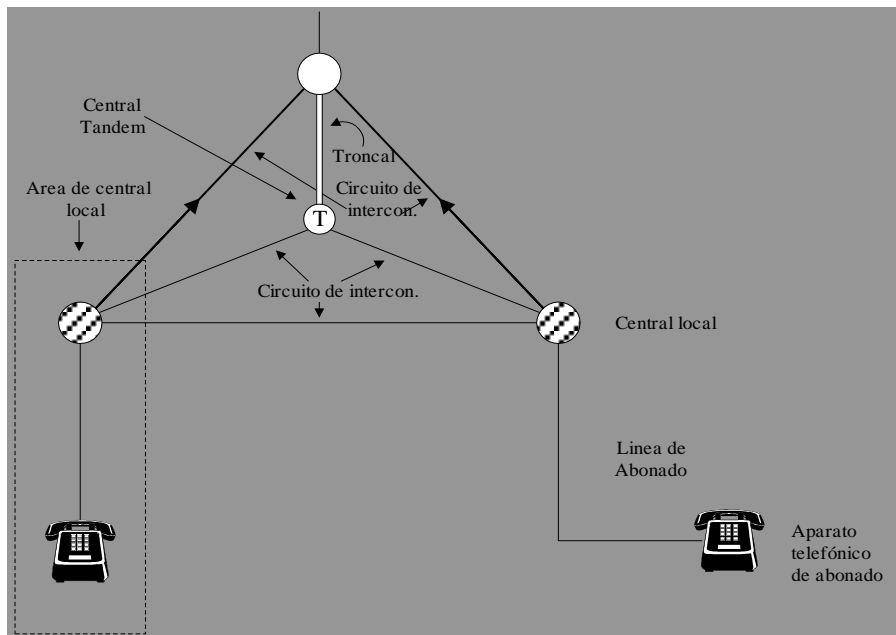 Central
Tandem
Troncal
Area de central
local
Circuito de
intercon.
T
Circuito de intercon.
Central local
Linea de
Abonado
Aparato
telefónico
de abonado